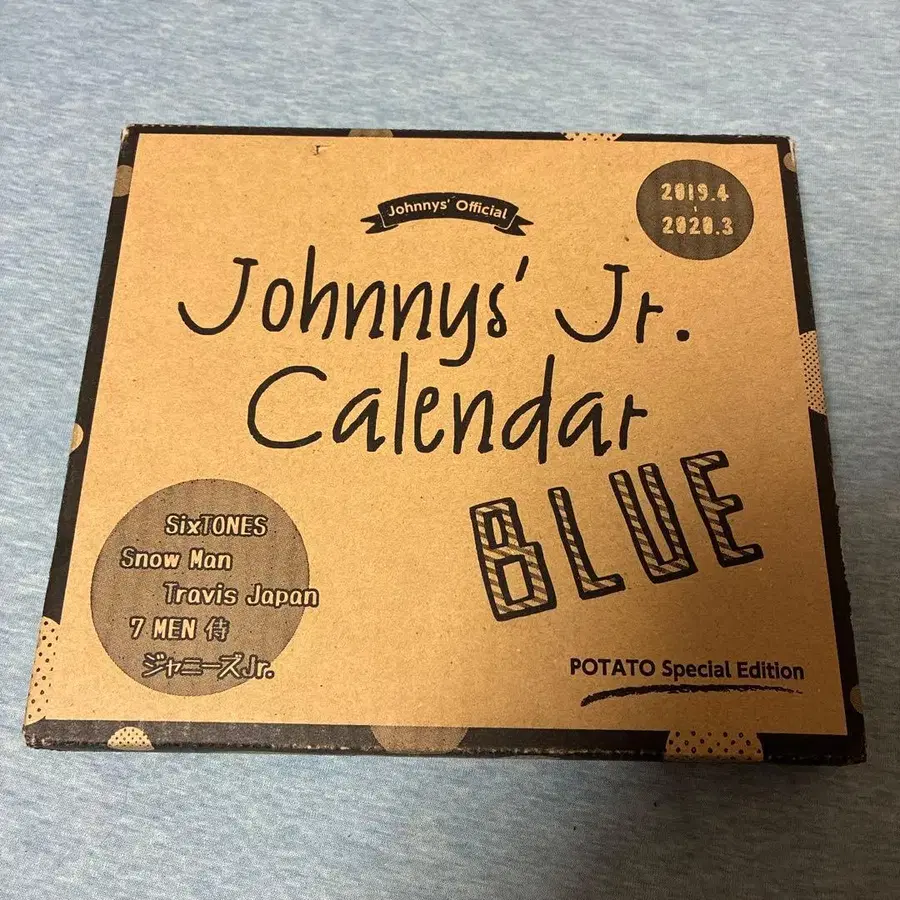 Johnnys' Official
2019.4
-
2020.3
Johnnys' Jr.
Calendar
BLUE
SixTONES
Snow Man
Travis Japan
7 MEN 侍
ジャニーズJr.
POTATO Special Edition